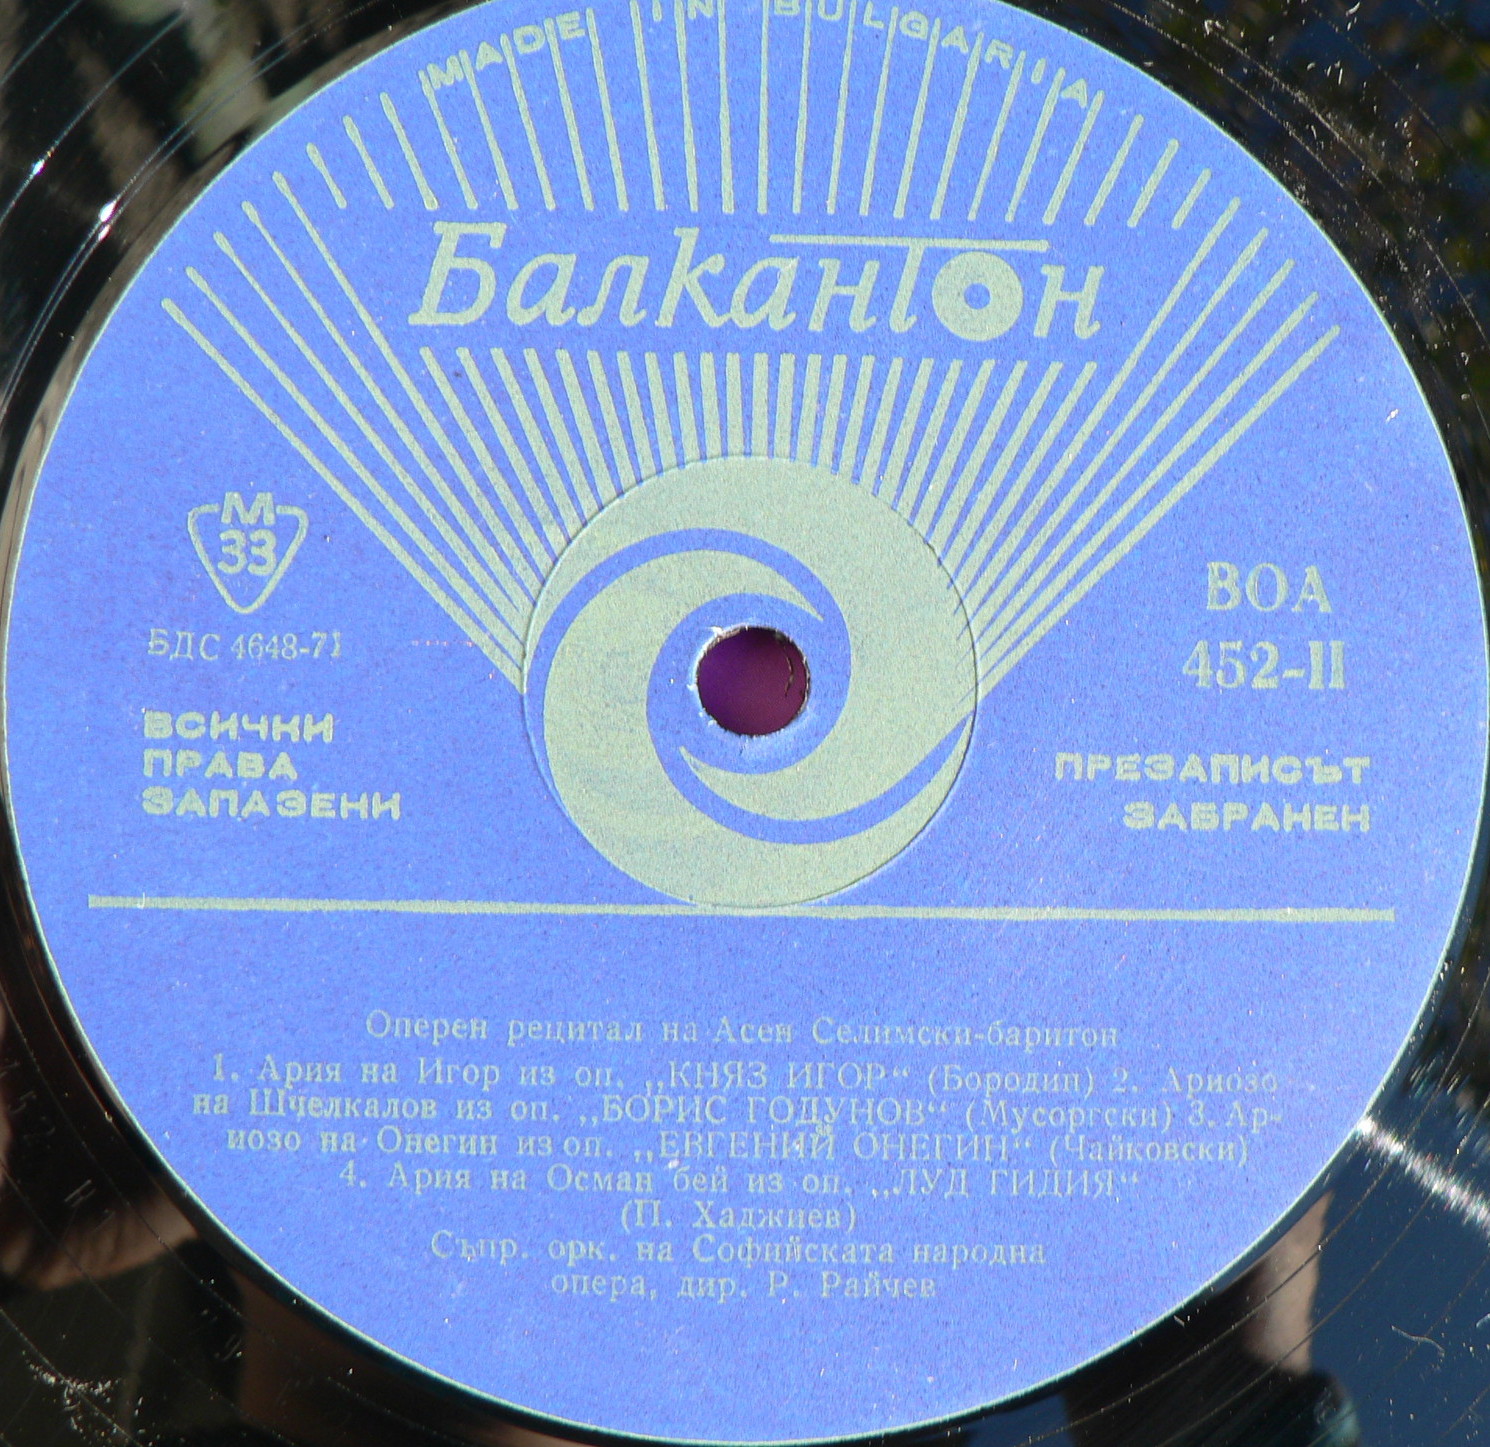 MADE IN BULGARIA
Балкантон
М
33
БДС 4648-71
ВСИЧКИ
ПРАВА
ЗАПАЗЕНИ
ВОА
452-II
ПРЕЗАПИСЪТ
ЗАБРАНЕН
Оперен рецитал на Асен Селимски-баритон
1. Ария на Игор из оп. „КНЯЗ ИГОР“ (Бородин) 2. Ариозо
на Шчелкалов из оп. „БОРИС ГОДУНОВ“ (Мусоргски) 3. Ар-
иозо на Онегин из оп. „ЕВГЕНИЙ ОНЕГИН“ (Чайковски)
4. Ария на Осман бей из оп. „ЛУД ГИДИЯ“
(П. Хаджиев)
Съпр. орк. на Софийската народна
опера, дир. Р. Райчев